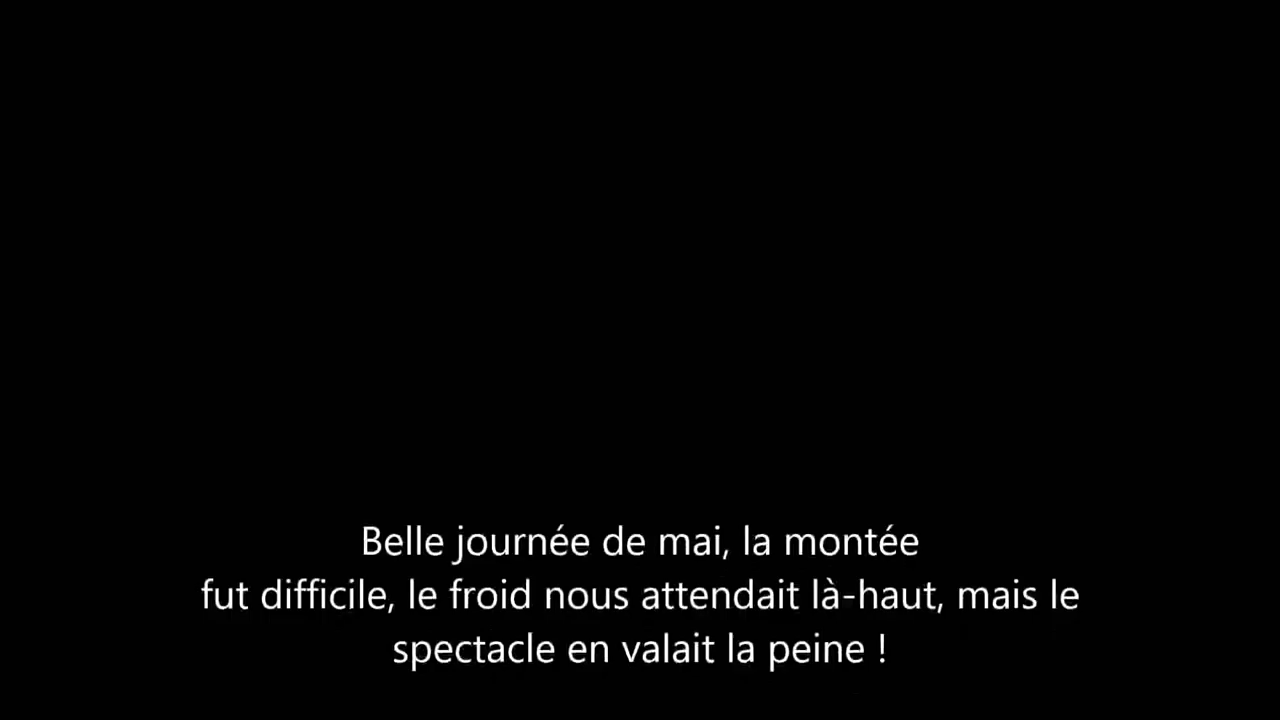 Belle journée de mai, la montée
fut difficile, le froid nous attendait là-haut, mais le
spectacle en valait la peine !